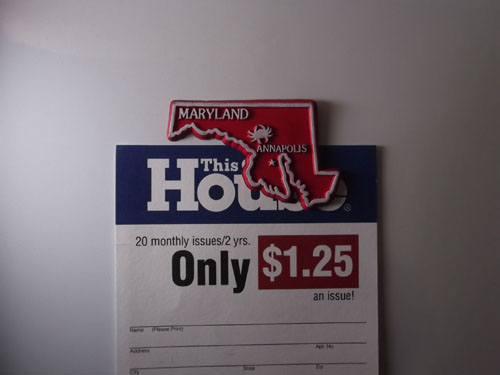 MARYLAND
ANNAPOLIS
This
House
20 monthly issues/2 yrs.
Only $1.25
an issue!
Name (Please Print)
Address Apt. No.
City State Zip